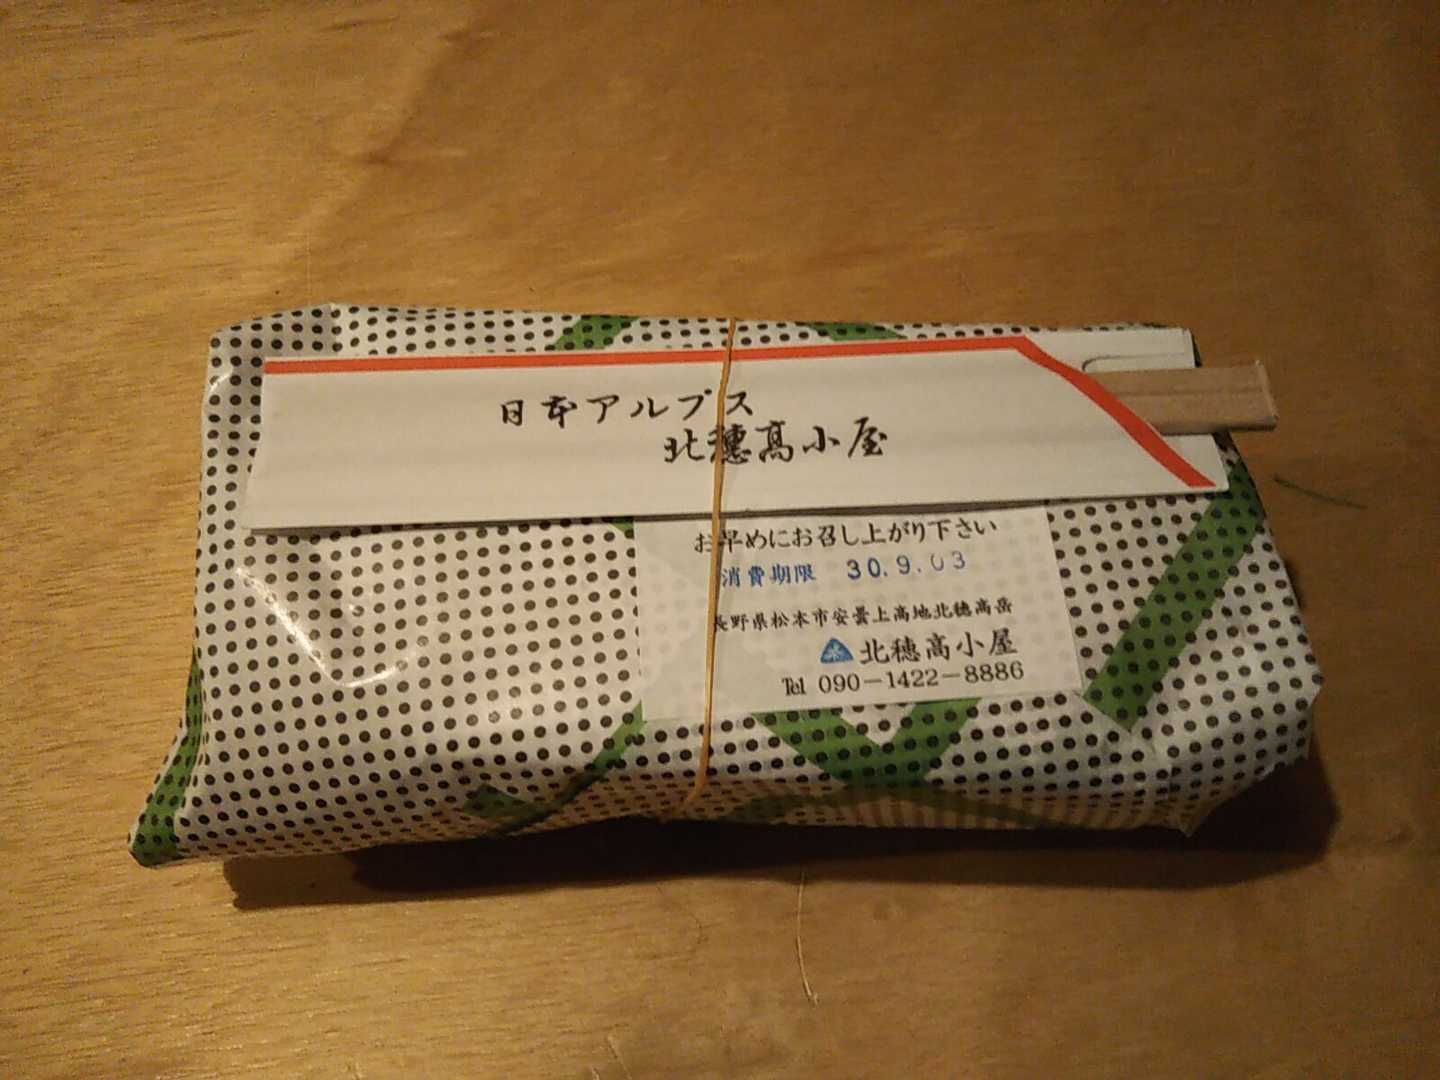 日本アルプス
北穂高小屋
お早めにお召し上がり下さい
消費期限 30.9.03
長野県松本市安曇上高地北穂高岳
北穂高小屋
Tel 090-1422-8886